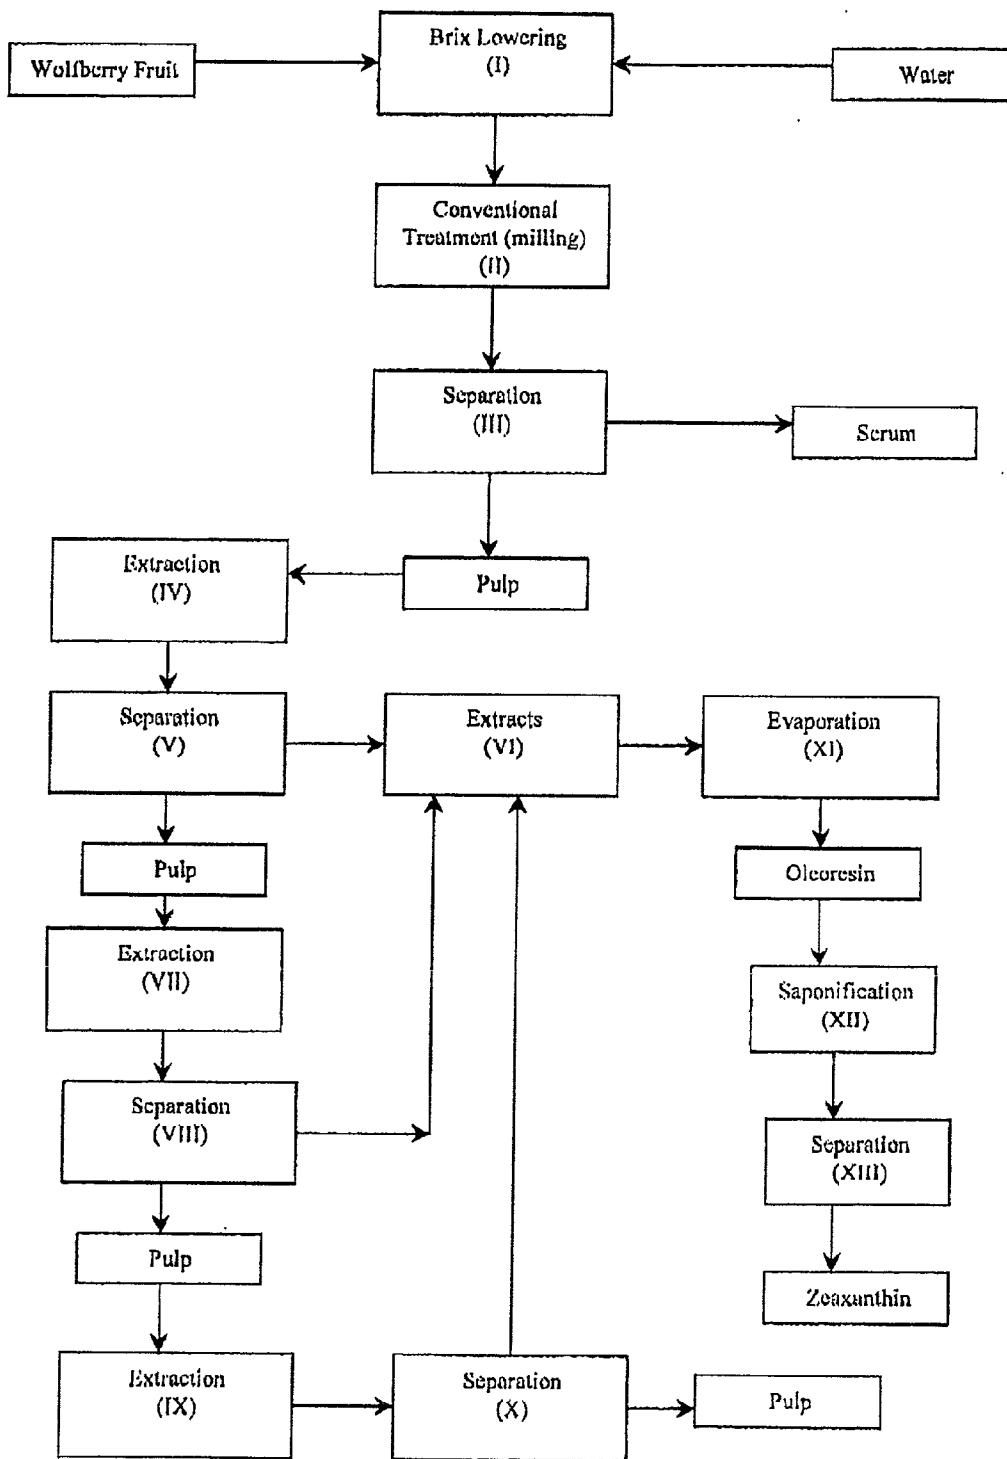 Brix Lowering
(I)
Wolfberry Fruit
Water
Conventional
Treatment (milling)
(II)
Separation
(III)
Serum
Extraction
(IV)
Pulp
Separation
(V)
Extracts
(VI)
Evaporation
(XI)
Pulp
Oleoresin
Extraction
(VII)
Saponification
(XII)
Separation
(VIII)
Separation
(XIII)
Pulp
Zeaxanthin
Extraction
(IX)
Separation
(X)
Pulp